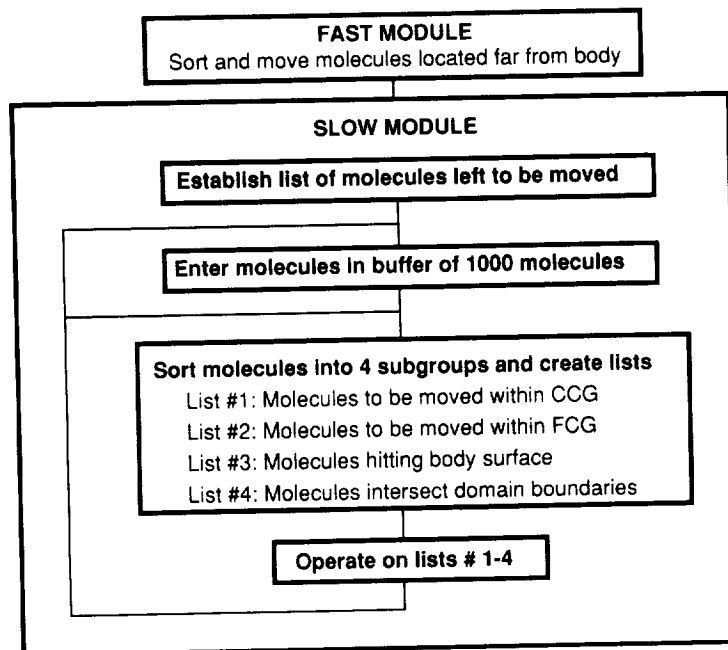 FAST MODULE
Sort and move molecules located far from body
SLOW MODULE
Establish list of molecules left to be moved
Enter molecules in buffer of 1000 molecules
Sort molecules into 4 subgroups and create lists
List #1: Molecules to be moved within CCG
List #2: Molecules to be moved within FCG
List #3: Molecules hitting body surface
List #4: Molecules intersect domain boundaries
Operate on lists # 1-4